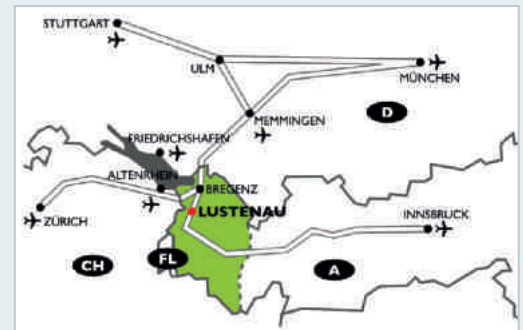 STUTTGART
ULM
MÜNCHEN
MEMMINGEN
D
FRIEDRICHSHAFEN
ALTENRHEIN
BREGENZ
LUSTENAU
ZÜRICH
INNSBRUCK
CH
FL
A